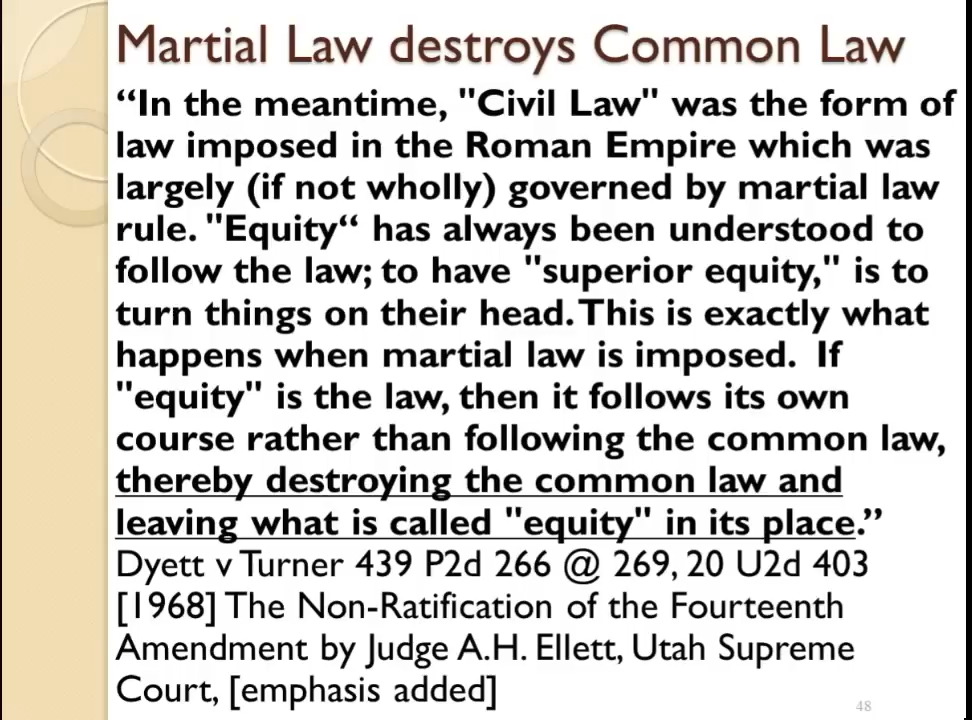 Martial Law destroys Common Law
“In the meantime, "Civil Law" was the form of
law imposed in the Roman Empire which was
largely (if not wholly) governed by martial law
rule. "Equity“ has always been understood to
follow the law; to have "superior equity," is to
turn things on their head. This is exactly what
happens when martial law is imposed.  If
"equity" is the law, then it follows its own
course rather than following the common law,
thereby destroying the common law and
leaving what is called "equity" in its place.”
Dyett v Turner 439 P2d 266 @ 269, 20 U2d 403
[1968] The Non-Ratification of the Fourteenth
Amendment by Judge A.H. Ellett, Utah Supreme
Court, [emphasis added]
48